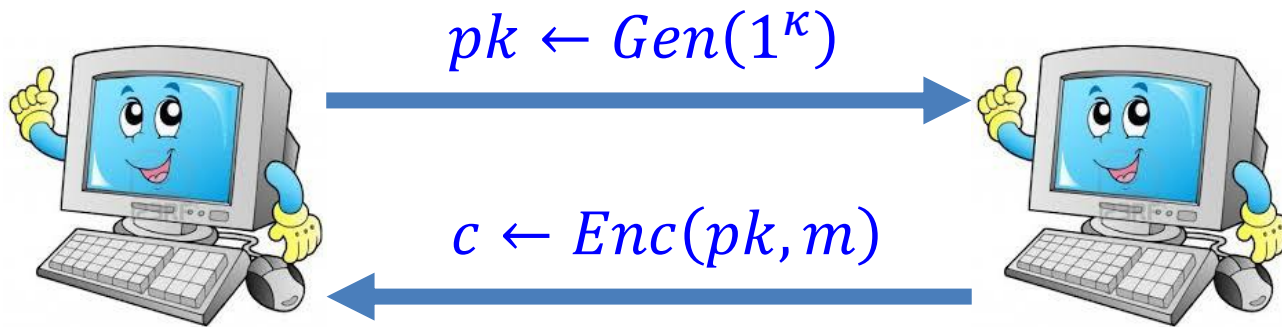 pk ← Gen(1^κ)
c ← Enc(pk, m)